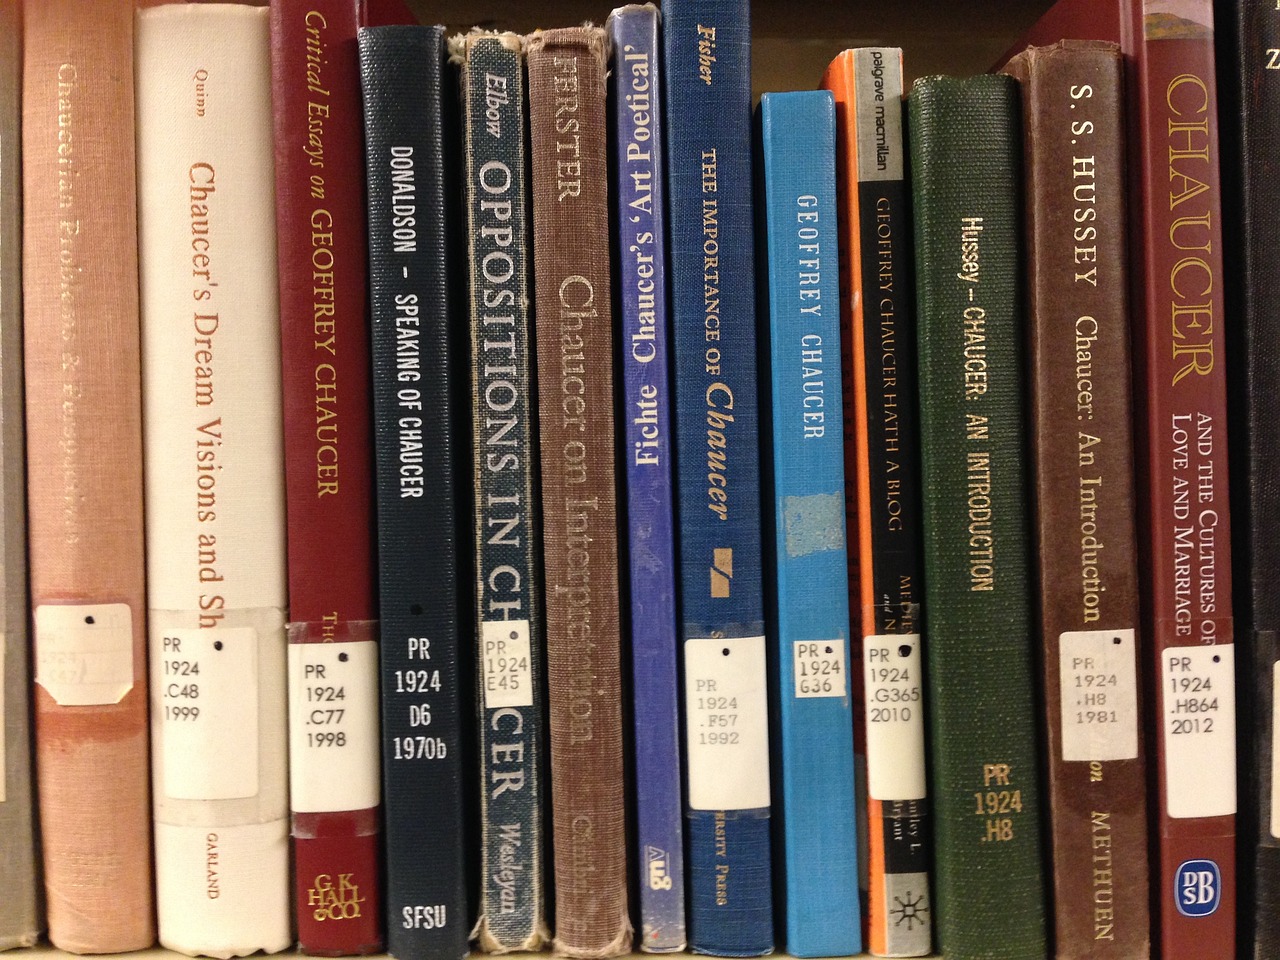 Chaucerian Problems & Perspectives
Quinn
Chaucer's Dream Visions and Sh
PR
1924
.C48
1999
GARLAND
Critical Essays on GEOFFREY CHAUCER
PR
1924
.C77
1998
G.K.
HALL
&CO.
DONALDSON – SPEAKING OF CHAUCER
PR
1924
D6
1970b
SFSU
Elbow OPPOSITIONS IN CH CER Wesleyan
PR
1924
E45
FERSTER Chaucer on Interpretation
Fichte Chaucer's 'Art Poetical'
Fisher THE IMPORTANCE OF Chaucer
PR
1924
.F57
1992
ERSITY PRESS
GEOFFREY CHAUCER
PR
1924
G36
palgrave macmillan
GEOFFREY CHAUCER HATH A BLOG
PR
1924
.G365
2010
Hussey – CHAUCER: AN INTRODUCTION
PR
1924
.H8
S. S. HUSSEY Chaucer: An Introduction METHUEN
PR
1924
.H8
1981
CHAUCER AND THE CULTURES OF
LOVE AND MARRIAGE
PR
1924
.H864
2012
DSB